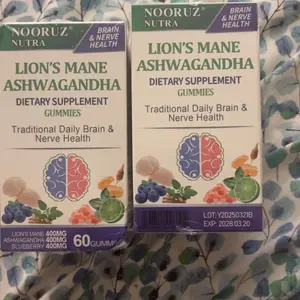 NOORUZ®
NUTRA
BRAIN
& NERVE
HEALTH
LION'S MANE
ASHWAGANDHA
DIETARY SUPPLEMENT
GUMMIES
Traditional Daily Brain &
Nerve Health
LION'S MANE 400MG
ASHWAGANDHA 400MG
BLUEBERRY 400MG
60 GUMMI
NOORUZ®
NUTRA
BRAIN
& NERVE
HEALTH
LION'S MANE
ASHWAGANDHA
DIETARY SUPPLEMENT
GUMMIES
Traditional Daily Brain &
Nerve Health
LOT: Y20250321B
EXP: 2028.03.20